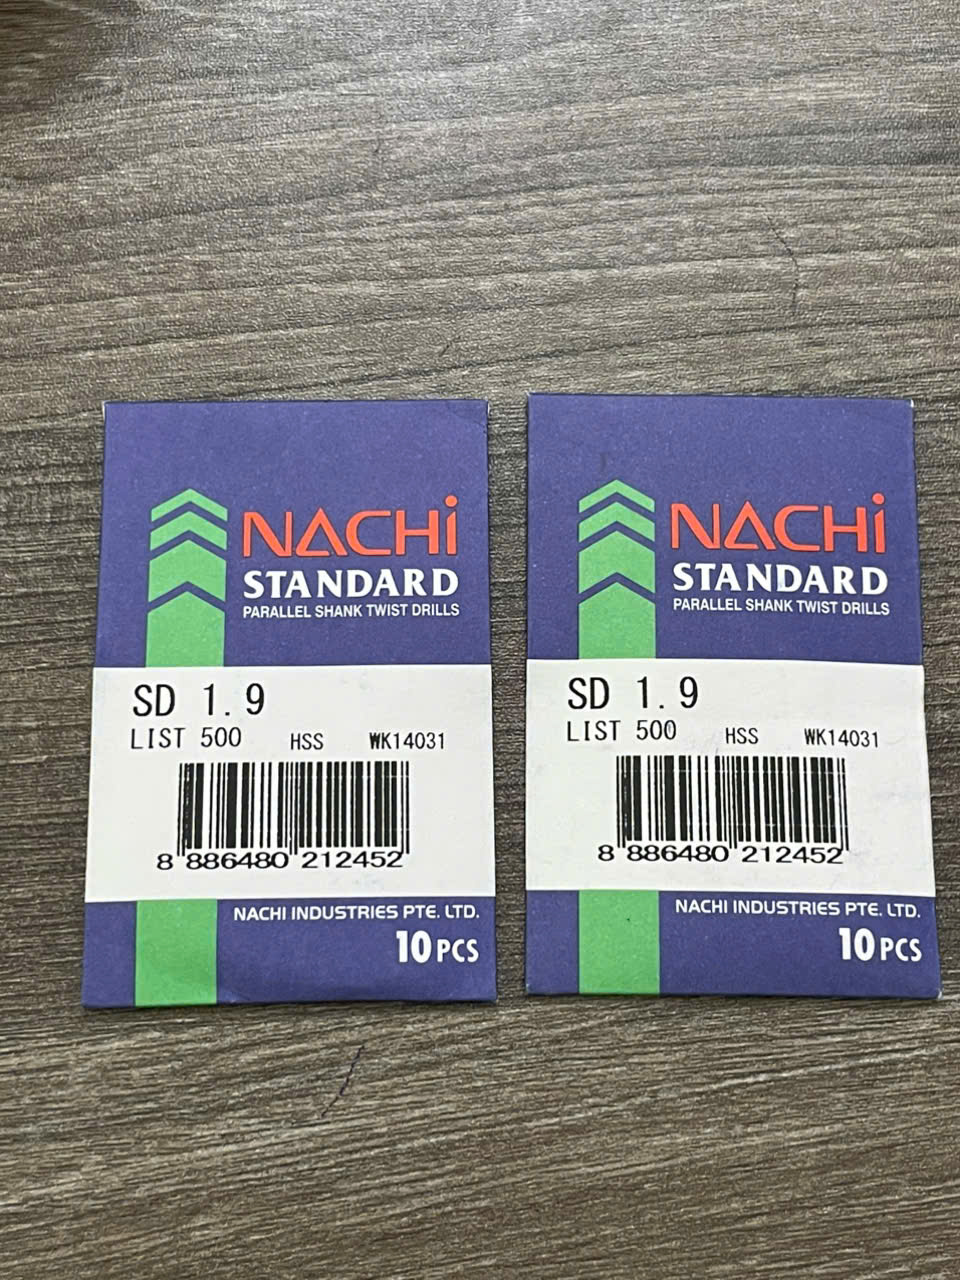 NACHi
STANDARD
PARALLEL SHANK TWIST DRILLS
SD 1.9
LIST 500 HSS WK14031
8 886480 212452
NACHI INDUSTRIES PTE. LTD.
10 PCS
NACHi
STANDARD
PARALLEL SHANK TWIST DRILLS
SD 1.9
LIST 500 HSS WK14031
8 886480 212452
NACHI INDUSTRIES PTE. LTD.
10 PCS